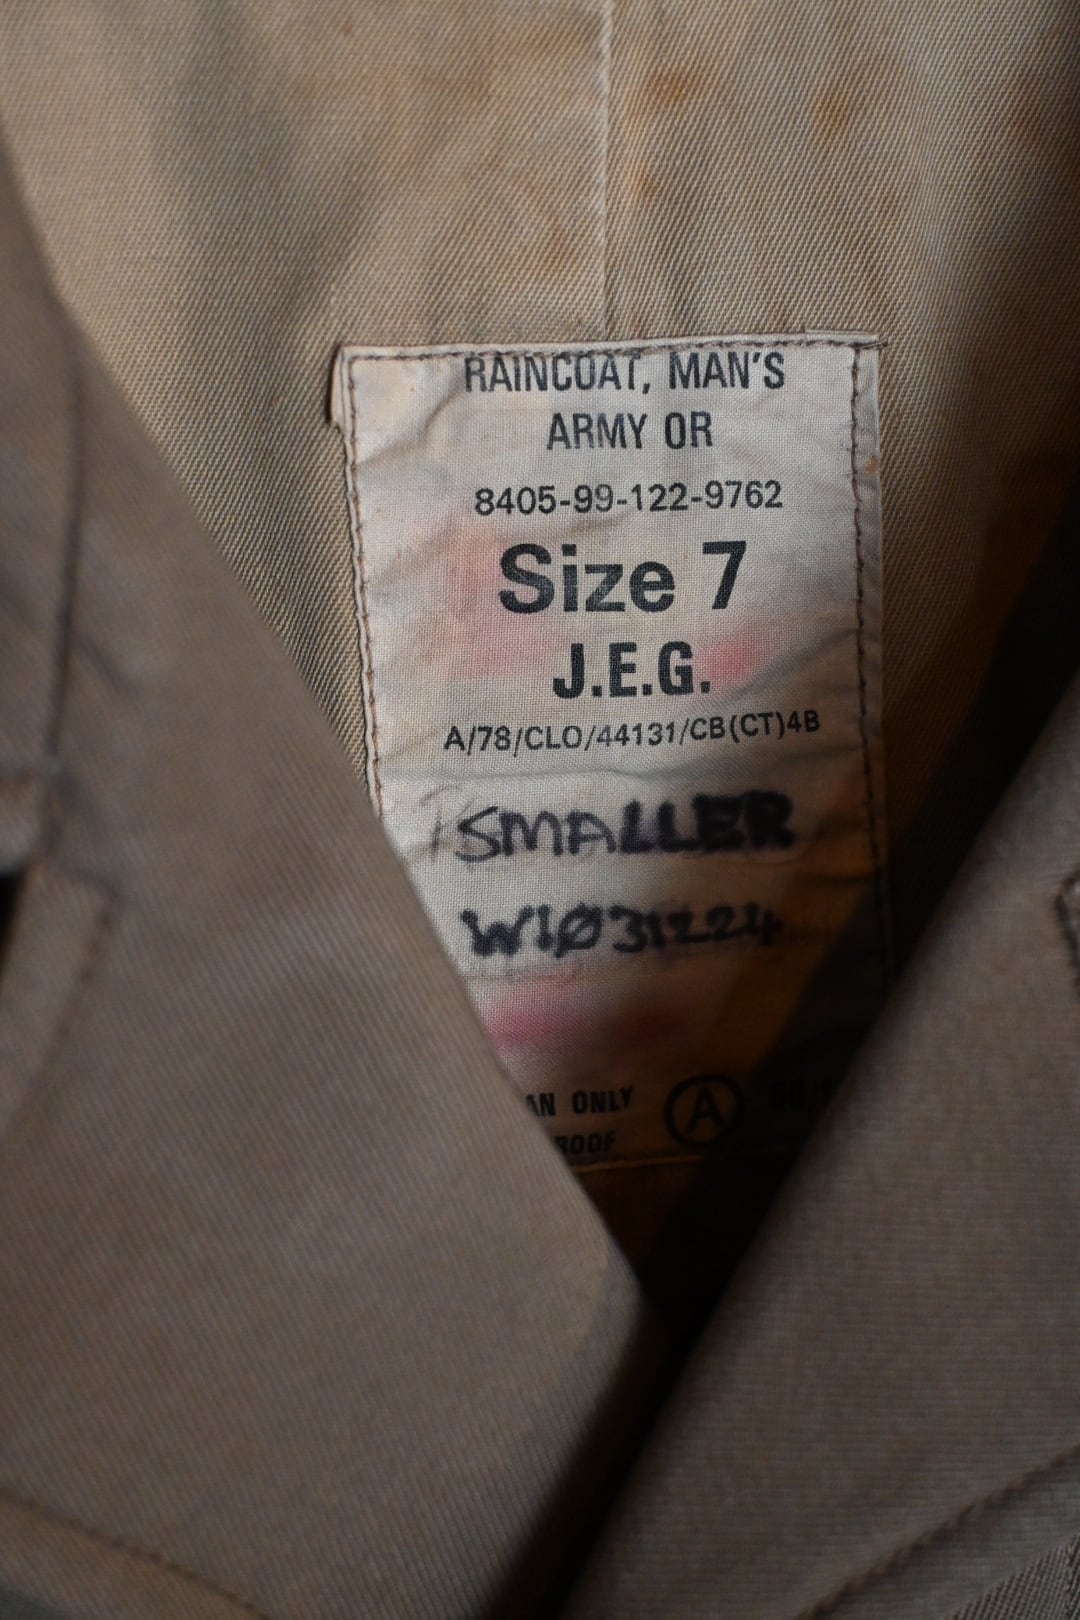 RAINCOAT, MAN'S
ARMY OR
8405-99-122-9762
Size 7
J.E.G.
A/78/CLO/44131/CB(CT)4B
SMALLER
W1Ø31224
AN ONLY A
ROOF